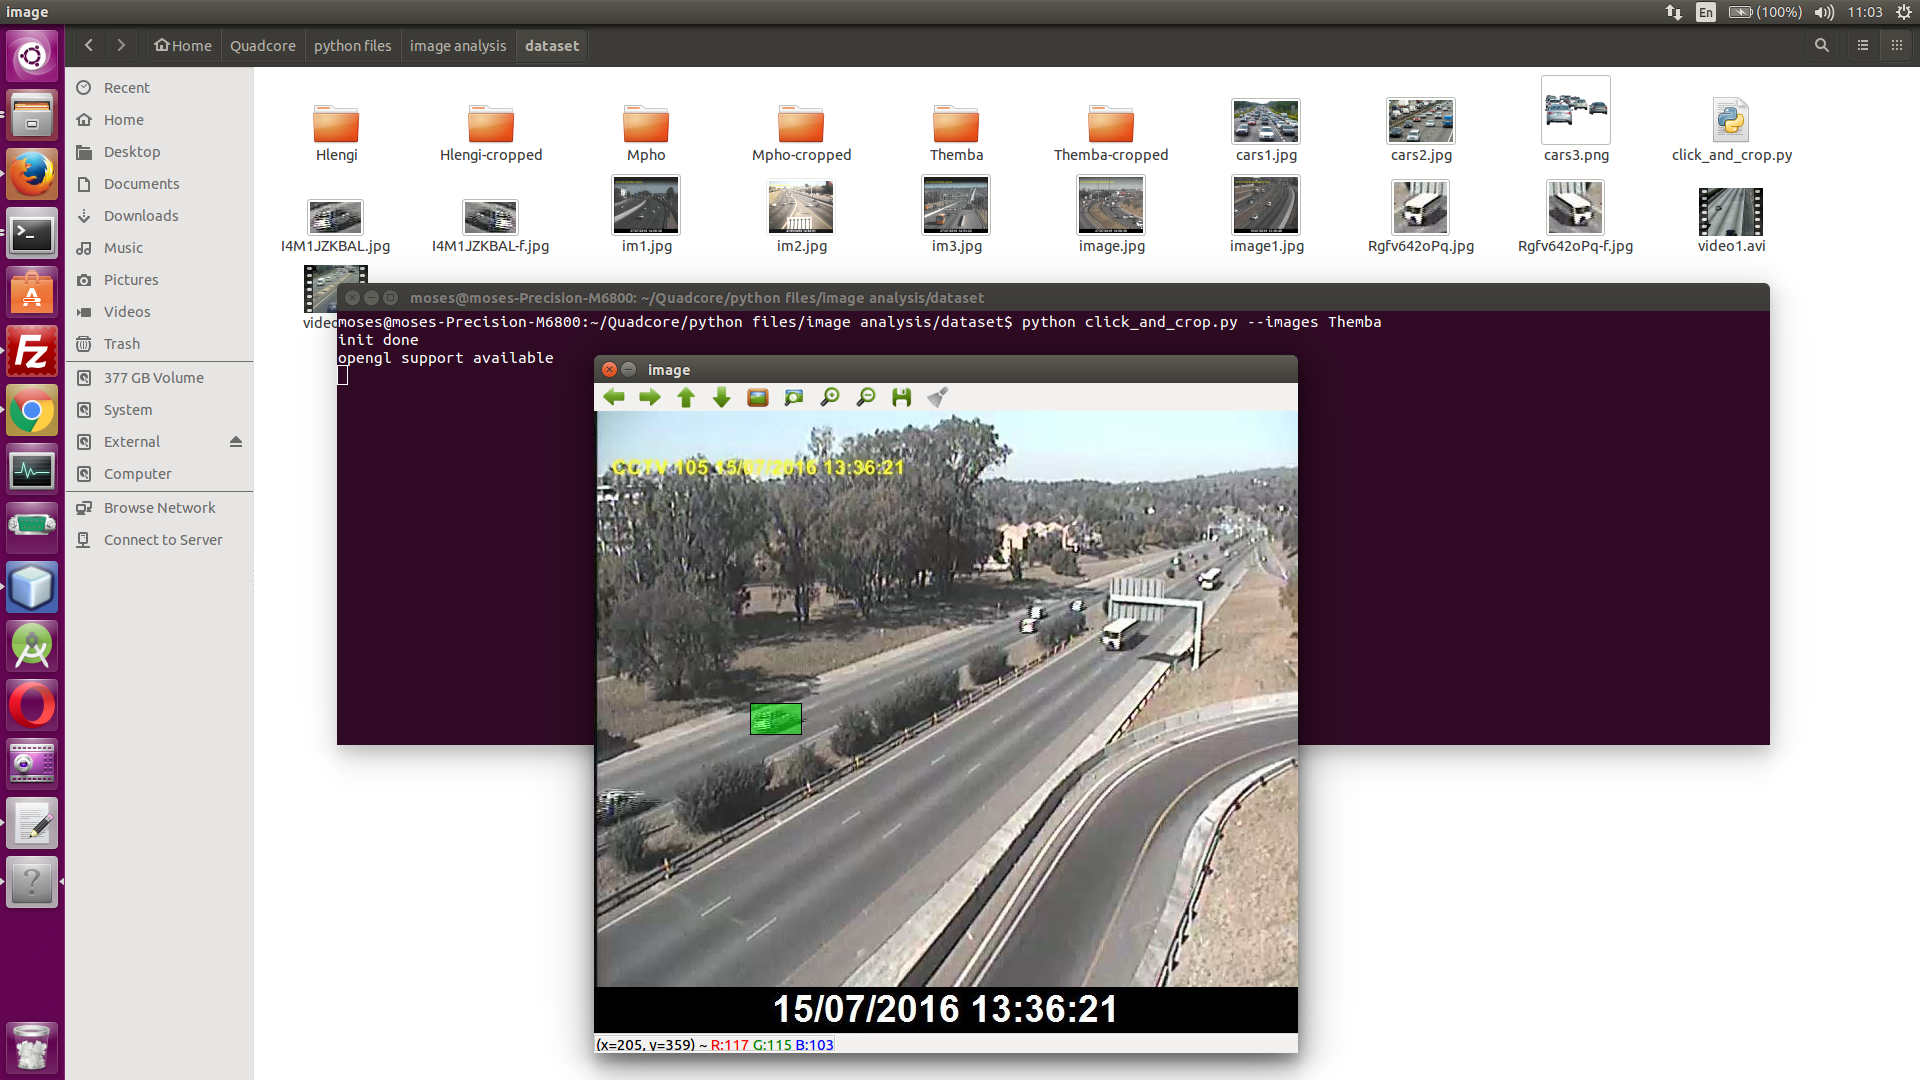 image
En
(100%)
11:03
Home
Quadcore
python files
image analysis
dataset
Recent
Home
Desktop
Documents
Downloads
Music
Pictures
Videos
Trash
377 GB Volume
System
External
Computer
Browse Network
Connect to Server
Hlengi
Hlengi-cropped
Mpho
Mpho-cropped
Themba
Themba-cropped
cars1.jpg
cars2.jpg
cars3.png
click_and_crop.py
I4M1JZKBAL.jpg
I4M1JZKBAL-f.jpg
im1.jpg
im2.jpg
im3.jpg
image.jpg
image1.jpg
Rgfv642oPq.jpg
Rgfv642oPq-f.jpg
video1.avi
moses@moses-Precision-M6800: ~/Quadcore/python files/image analysis/dataset
moses@moses-Precision-M6800:~/Quadcore/python files/image analysis/dataset$ python click_and_crop.py --images Themba
init done
opengl support available
image
CCTV 105 15/07/2016 13:36:21
15/07/2016 13:36:21
(x=205, y=359) ~ R:117 G:115 B:103